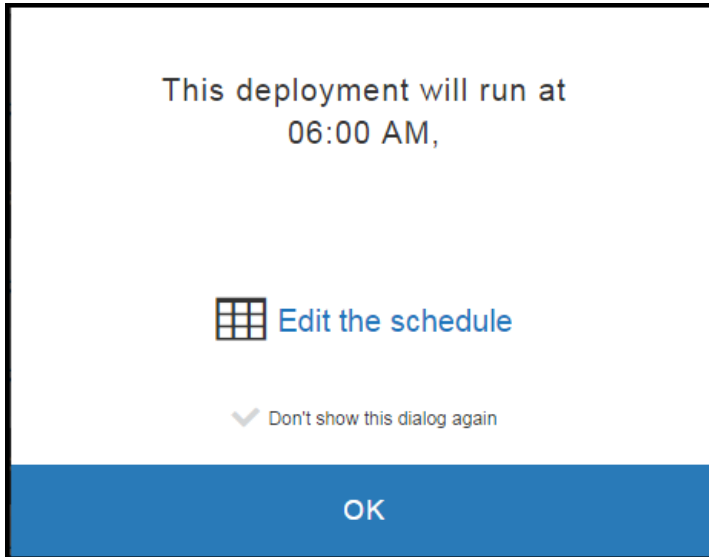 This deployment will run at
06:00 AM,
Edit the schedule
Don't show this dialog again
OK